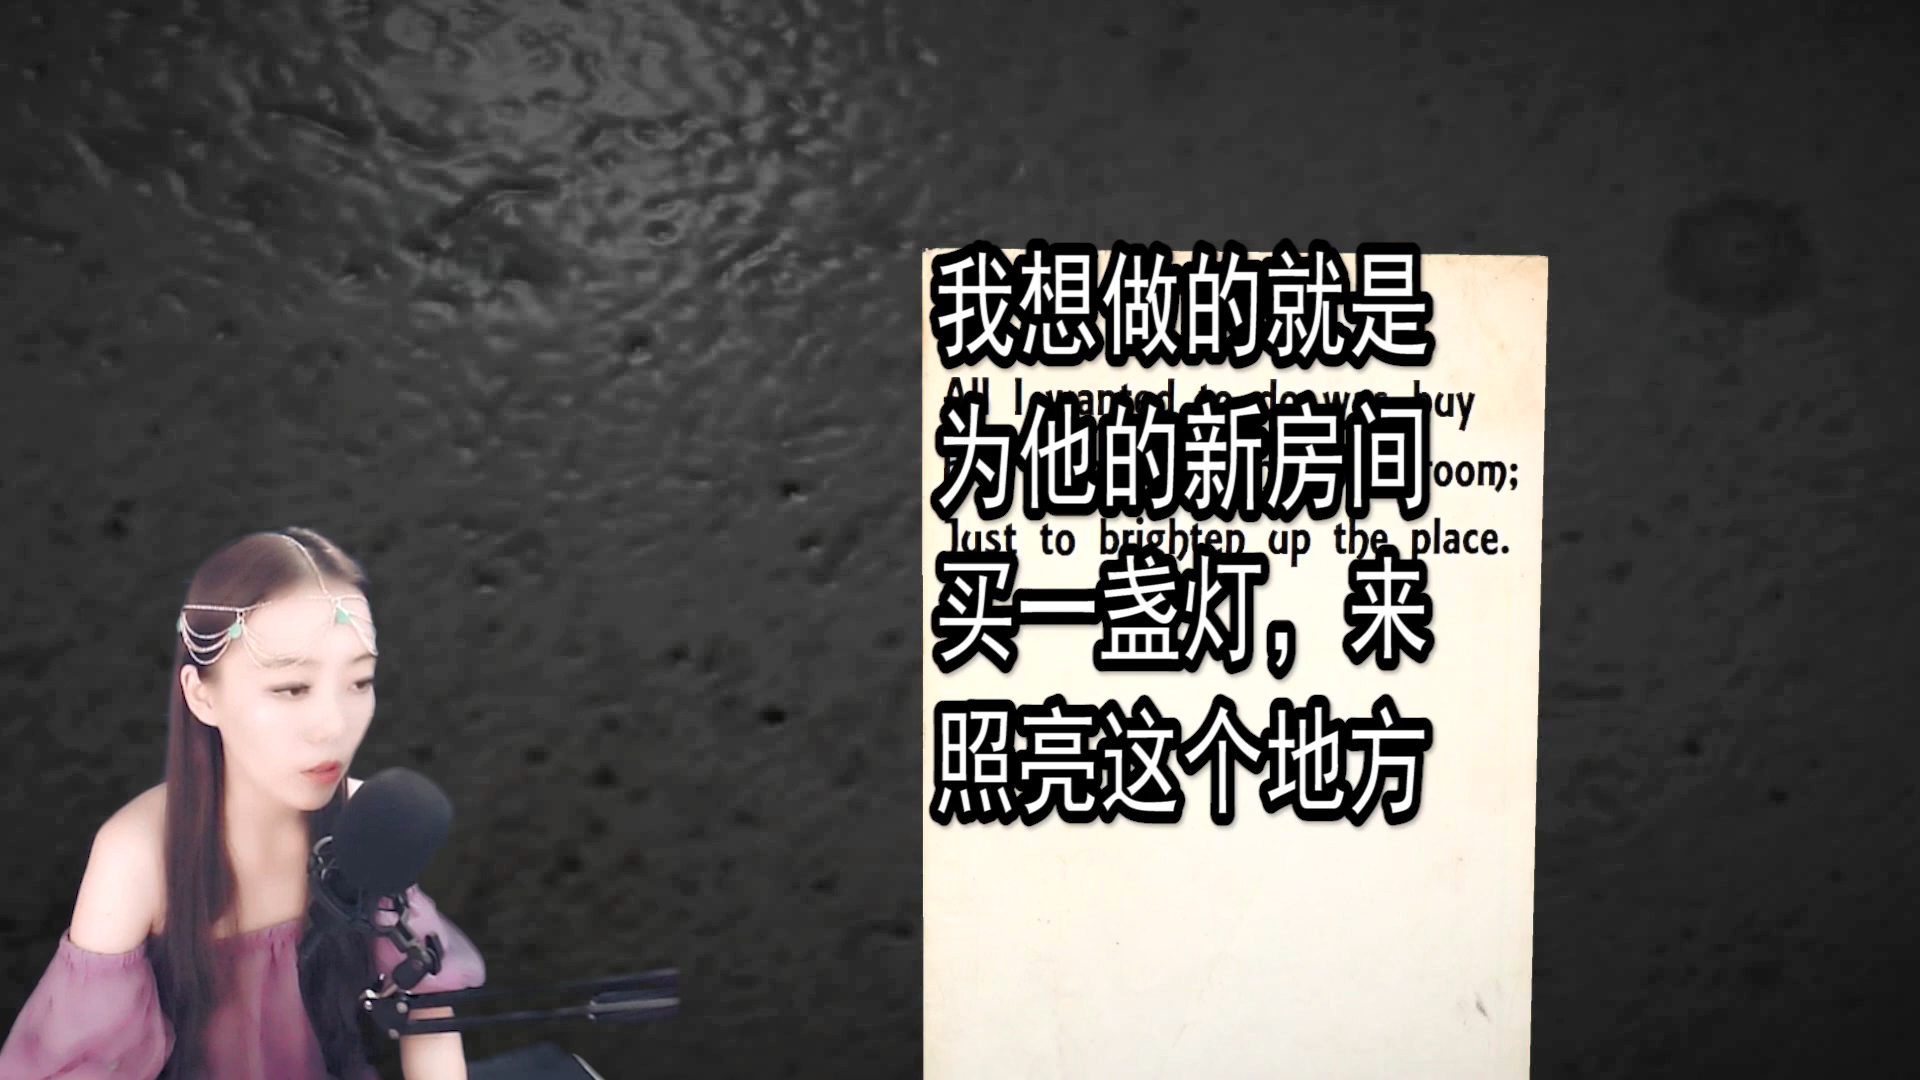 我想做的就是
All I wanted to do was buy
为他的新房间
room;
Just to brighten up the place.
买一盏灯，来
照亮这个地方